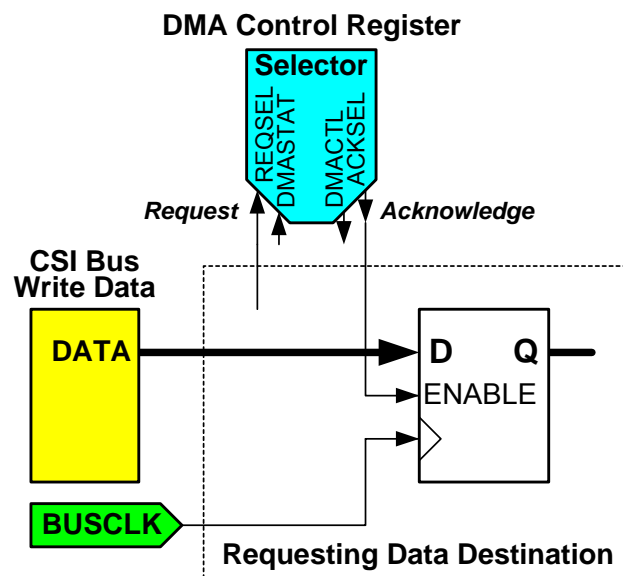 DMA Control Register
Selector
REQSEL
DMASTAT
DMACTL
ACKSEL
Request
Acknowledge
CSI Bus
Write Data
DATA
D
Q
ENABLE
BUSCLK
Requesting Data Destination